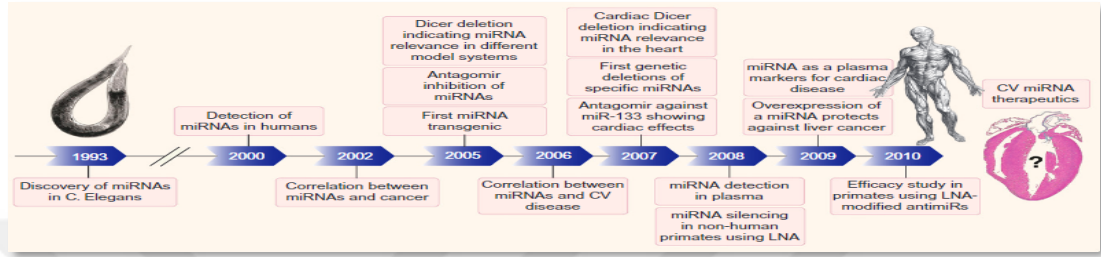 Dicer deletion
indicating miRNA
relevance in different
model systems
Antagomir
inhibition of
miRNAs
First miRNA
transgenic
Cardiac Dicer
deletion indicating
miRNA relevance
in the heart
First genetic
deletions of
specific miRNAs
Antagomir against
miR-133 showing
cardiac effects
miRNA as a plasma
markers for cardiac
disease
Overexpression of
a miRNA protects
against liver cancer
CV miRNA
therapeutics
Detection of
miRNAs in humans
1993
2000
2002
2005
2006
2007
2008
2009
2010
?
Discovery of miRNAs
in C. Elegans
Correlation between
miRNAs and cancer
Correlation between
miRNAs and CV
disease
miRNA detection
in plasma
miRNA silencing
in non-human
primates using LNA
Efficacy study in
primates using LNA-
modified antimiRs